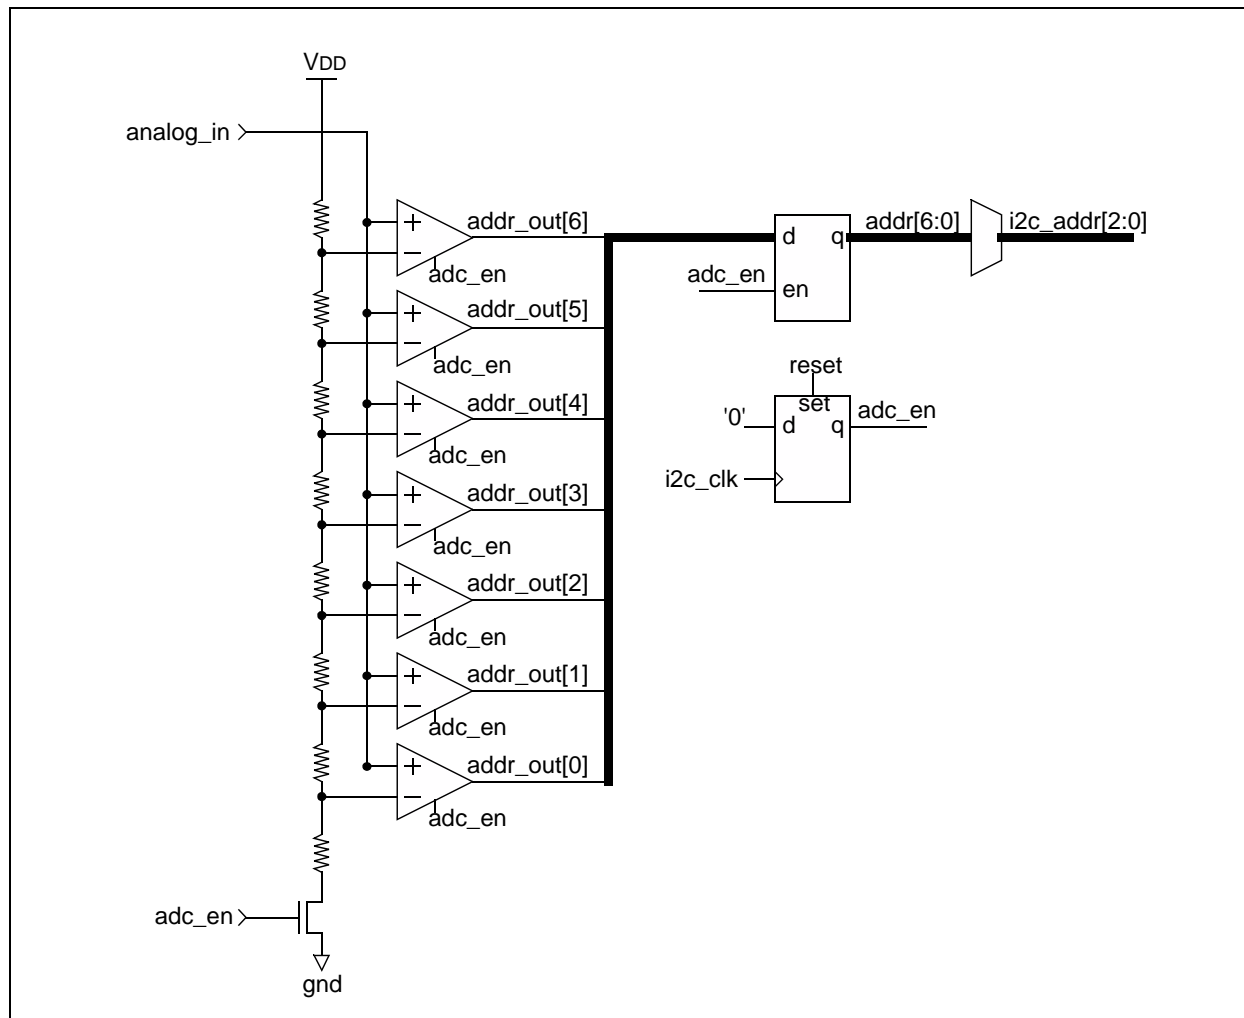 VDD
analog_in
addr_out[6]
adc_en
addr_out[5]
adc_en
addr_out[4]
adc_en
addr_out[3]
adc_en
addr_out[2]
adc_en
addr_out[1]
adc_en
addr_out[0]
adc_en
adc_en
gnd
d q
adc_en
en
addr[6:0]
i2c_addr[2:0]
reset
set
'0'
d q
adc_en
i2c_clk